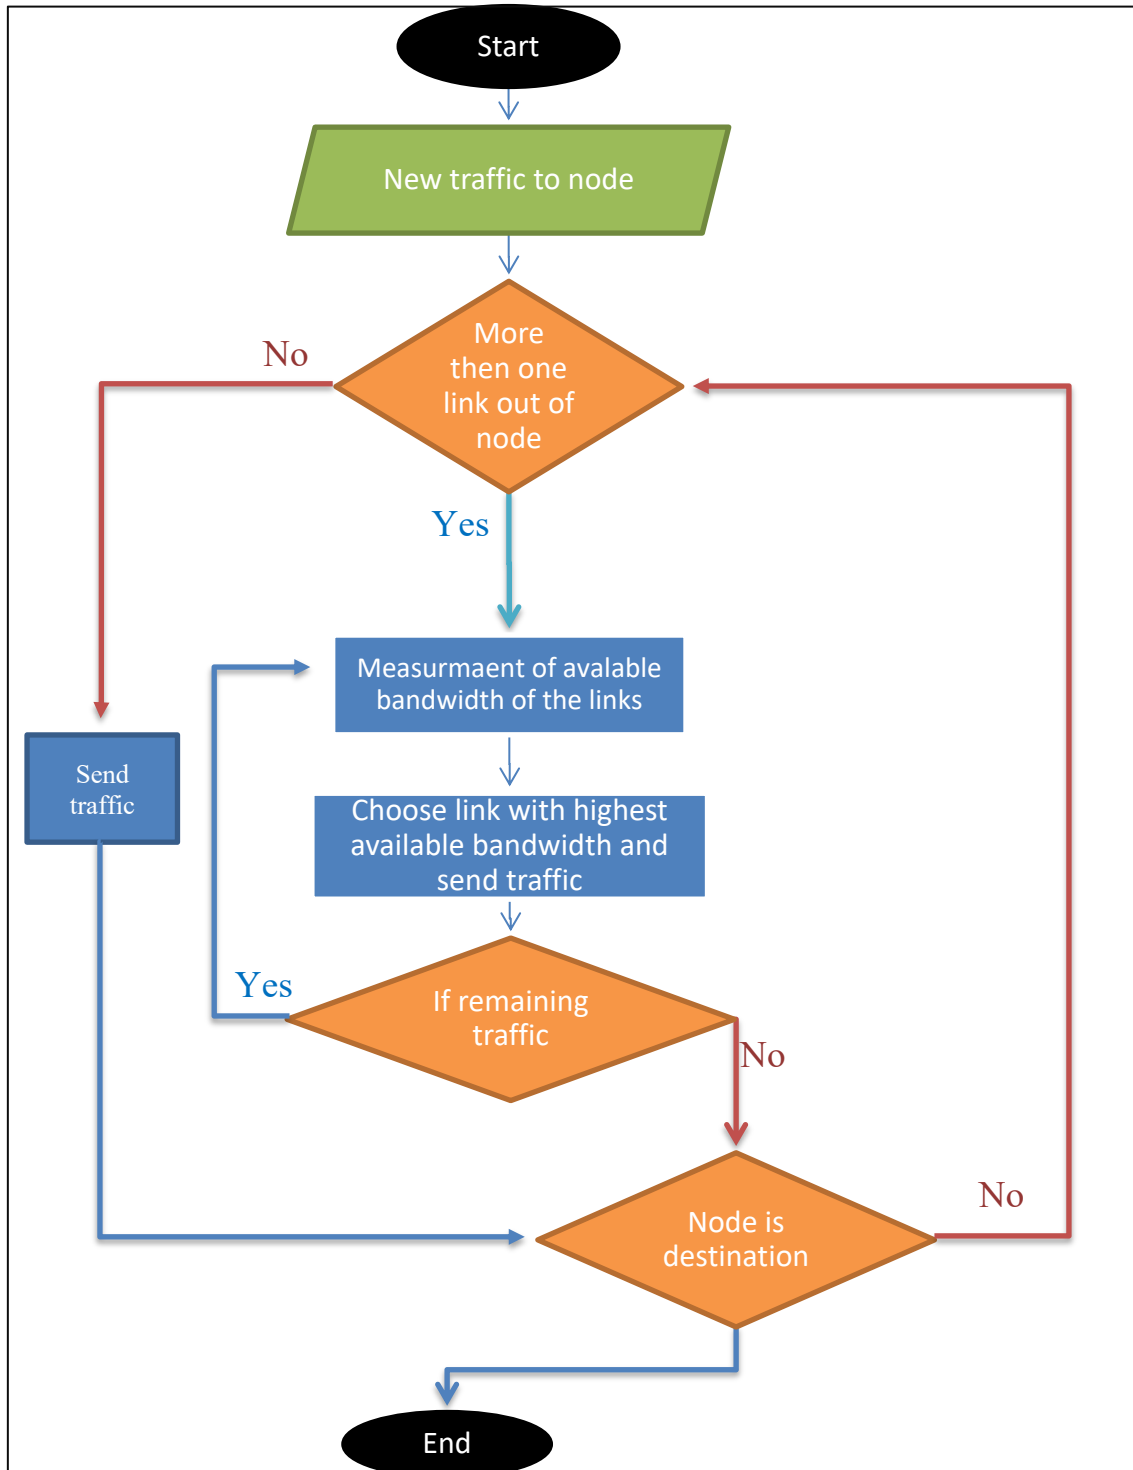 Start
New traffic to node
More
then one
link out of
node
No
Yes
Measurmaent of avalable
bandwidth of the links
Send
traffic
Choose link with highest
available bandwidth and
send traffic
Yes
If remaining
traffic
No
Node is
destination
No
End